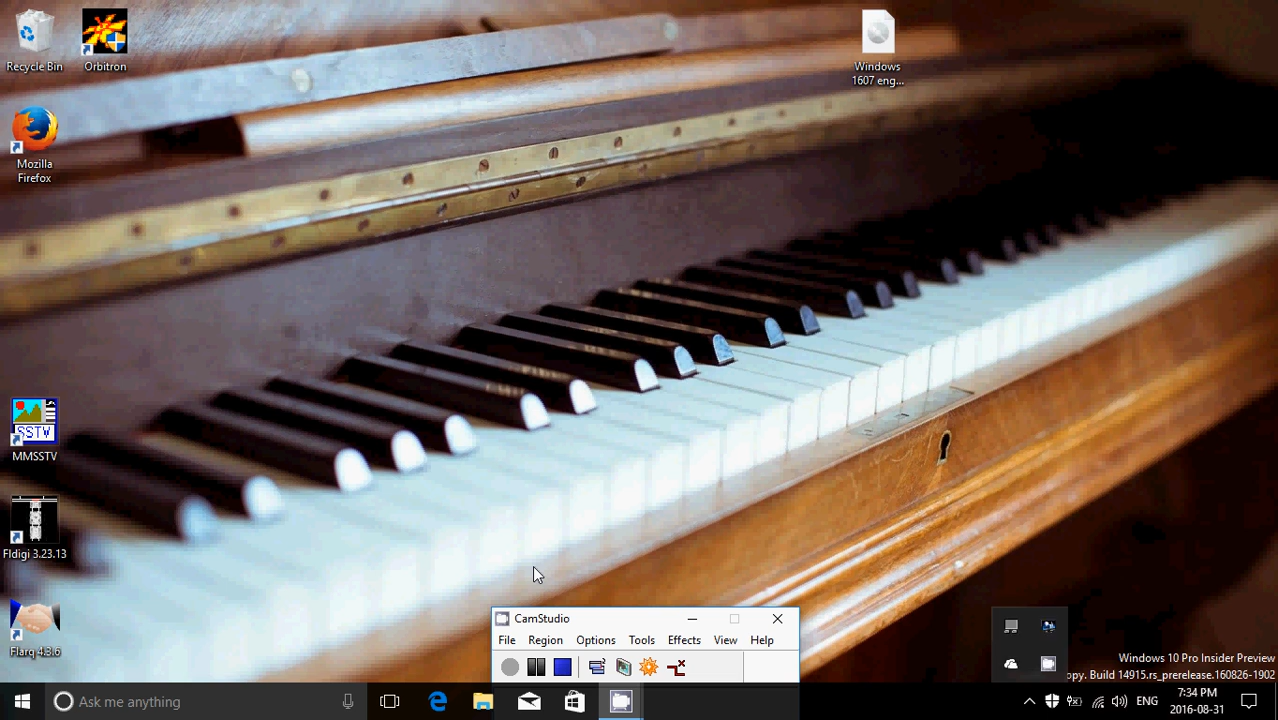 Recycle Bin
Orbitron
Windows
1607 eng...
Mozilla
Firefox
SSTV
MMSSTV
Fldigi 3.23.13
Flarq 4.3.6
CamStudio
File Region Options Tools Effects View Help
Windows 10 Pro Insider Preview
opy. Build 14915.rs_prerelease.160826-1902
Ask me anything
ENG
7:34 PM
2016-08-31